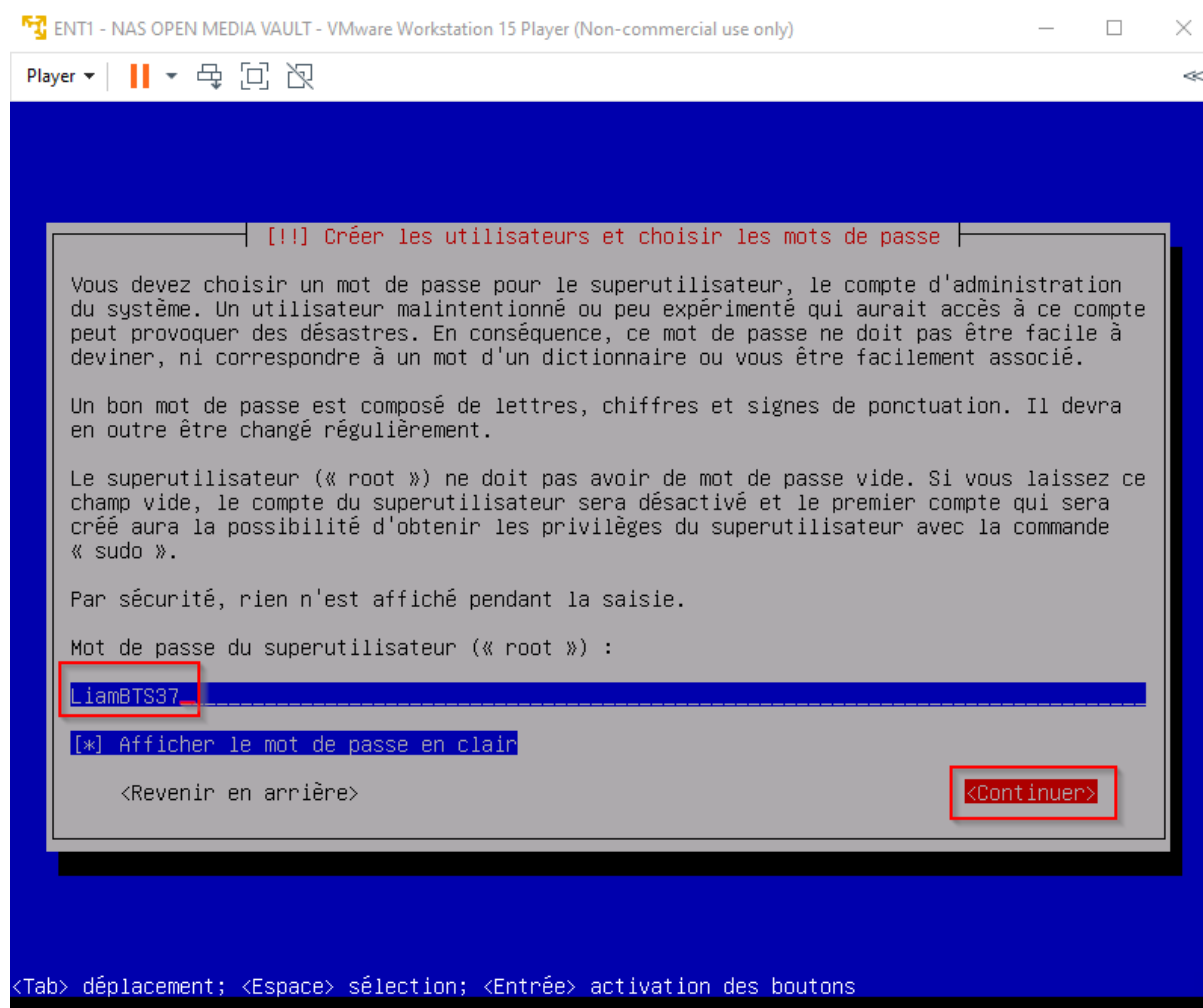 ENT1 - NAS OPEN MEDIA VAULT - VMware Workstation 15 Player (Non-commercial use only)
Player
[!!] Créer les utilisateurs et choisir les mots de passe
Vous devez choisir un mot de passe pour le superutilisateur, le compte d'administration
du système. Un utilisateur malintentionné ou peu expérimenté qui aurait accès à ce compte
peut provoquer des désastres. En conséquence, ce mot de passe ne doit pas être facile à
deviner, ni correspondre à un mot d'un dictionnaire ou vous être facilement associé.
Un bon mot de passe est composé de lettres, chiffres et signes de ponctuation. Il devra
en outre être changé régulièrement.
Le superutilisateur (« root ») ne doit pas avoir de mot de passe vide. Si vous laissez ce
champ vide, le compte du superutilisateur sera désactivé et le premier compte qui sera
créé aura la possibilité d'obtenir les privilèges du superutilisateur avec la commande
« sudo ».
Par sécurité, rien n'est affiché pendant la saisie.
Mot de passe du superutilisateur (« root ») :
LiamBTS37
[*] Afficher le mot de passe en clair
<Revenir en arrière> <Continuer>
<Tab> déplacement; <Espace> sélection; <Entrée> activation des boutons